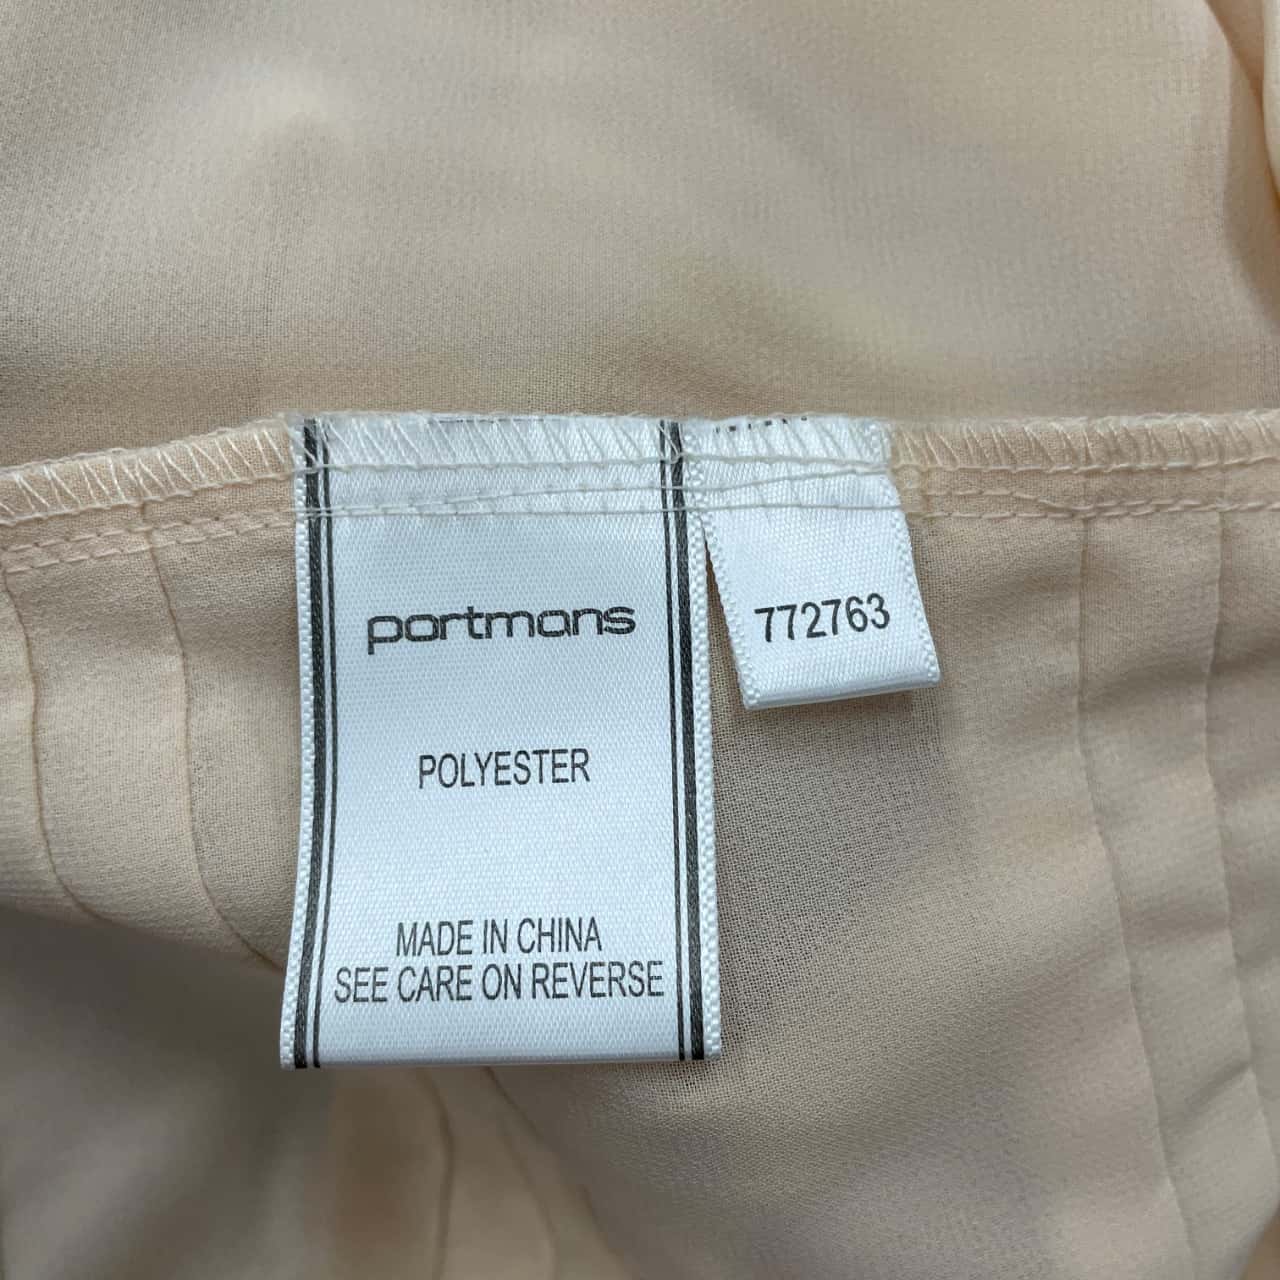 portmans
772763
POLYESTER
MADE IN CHINA
SEE CARE ON REVERSE